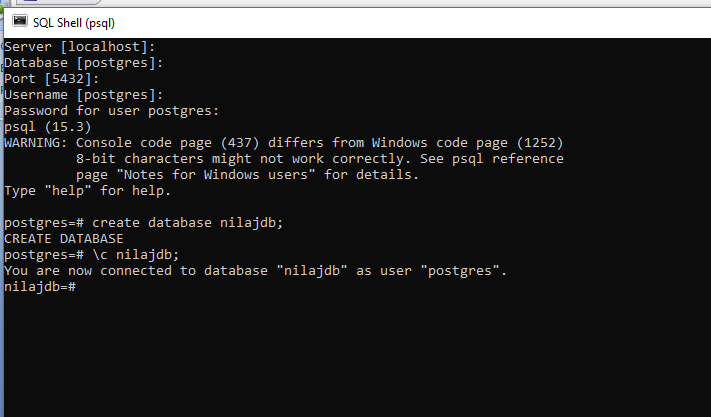 SQL Shell (psql)
Server [localhost]:
Database [postgres]:
Port [5432]:
Username [postgres]:
Password for user postgres:
psql (15.3)
WARNING: Console code page (437) differs from Windows code page (1252)
         8-bit characters might not work correctly. See psql reference
         page "Notes for Windows users" for details.
Type "help" for help.

postgres=# create database nilajdb;
CREATE DATABASE
postgres=# \c nilajdb;
You are now connected to database "nilajdb" as user "postgres".
nilajdb=#